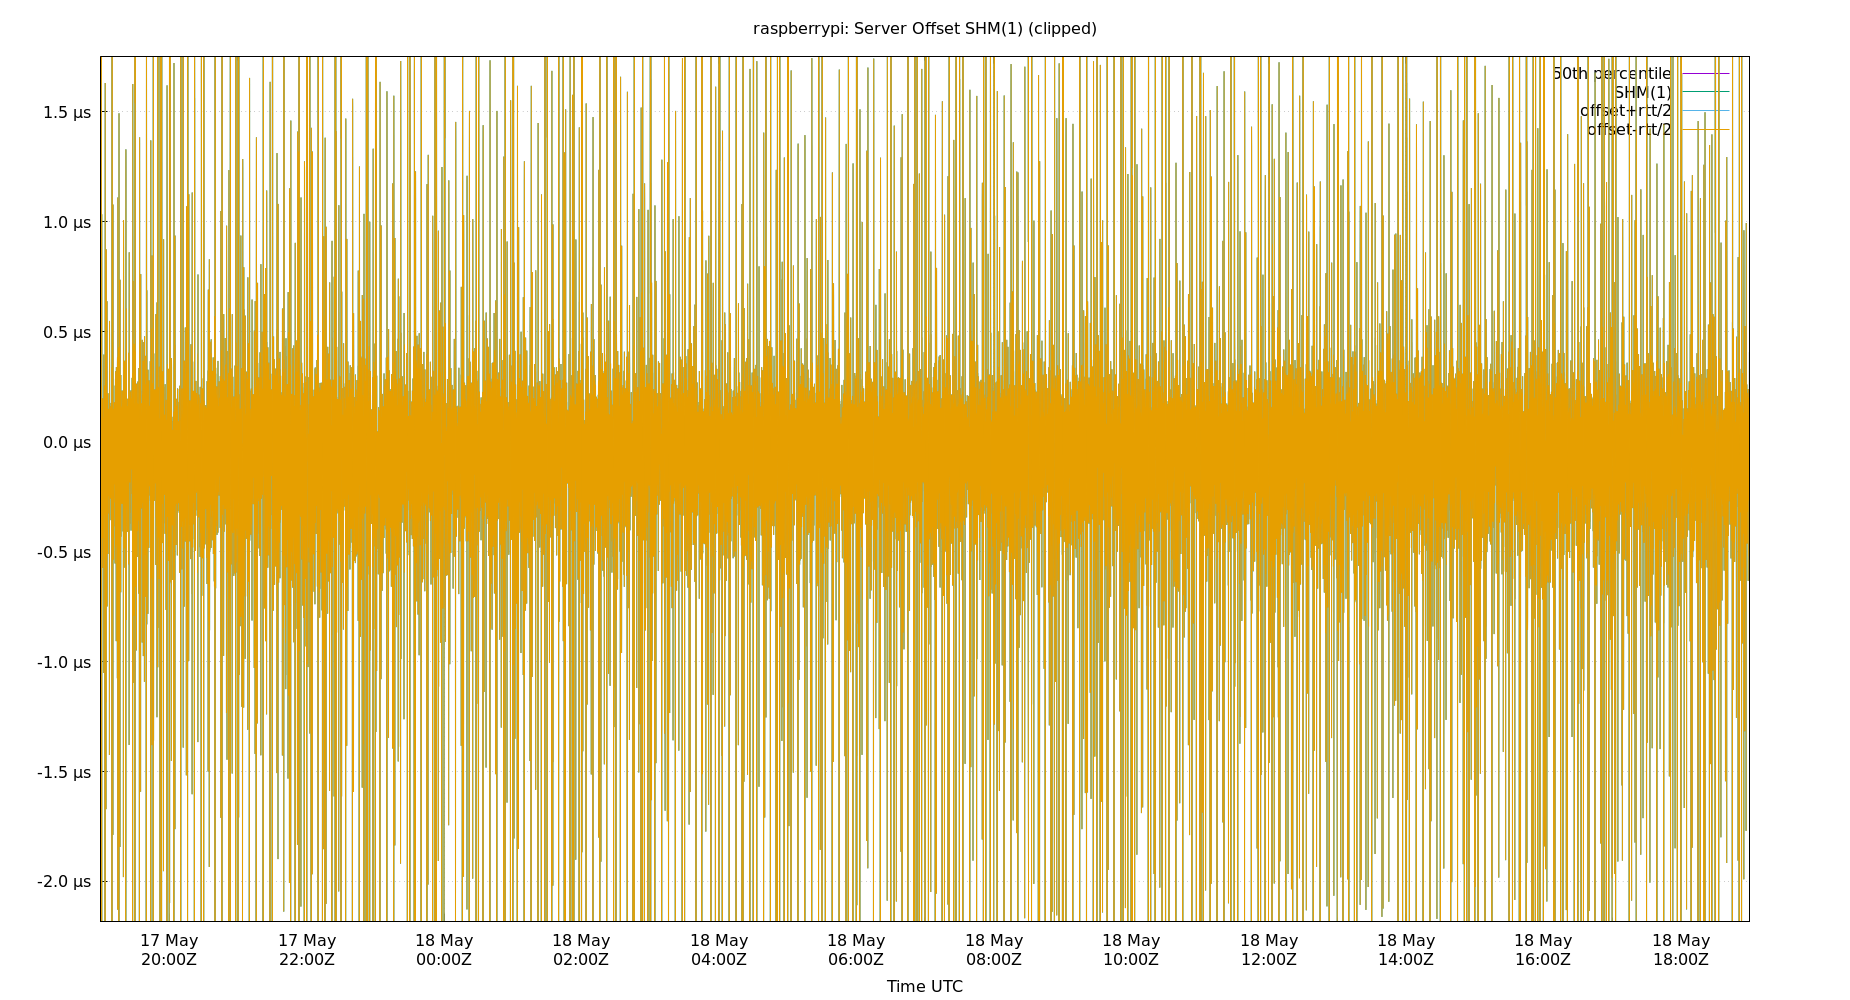 raspberrypi: Server Offset SHM(1) (clipped)
50th percentile
SHM(1)
offset+rtt/2
offset-rtt/2
1.5 µs
1.0 µs
0.5 µs
0.0 µs
-0.5 µs
-1.0 µs
-1.5 µs
-2.0 µs
17 May 17 May 18 May 18 May 18 May 18 May 18 May 18 May 18 May 18 May 18 May 18 May
20:00Z 22:00Z 00:00Z 02:00Z 04:00Z 06:00Z 08:00Z 10:00Z 12:00Z 14:00Z 16:00Z 18:00Z
Time UTC